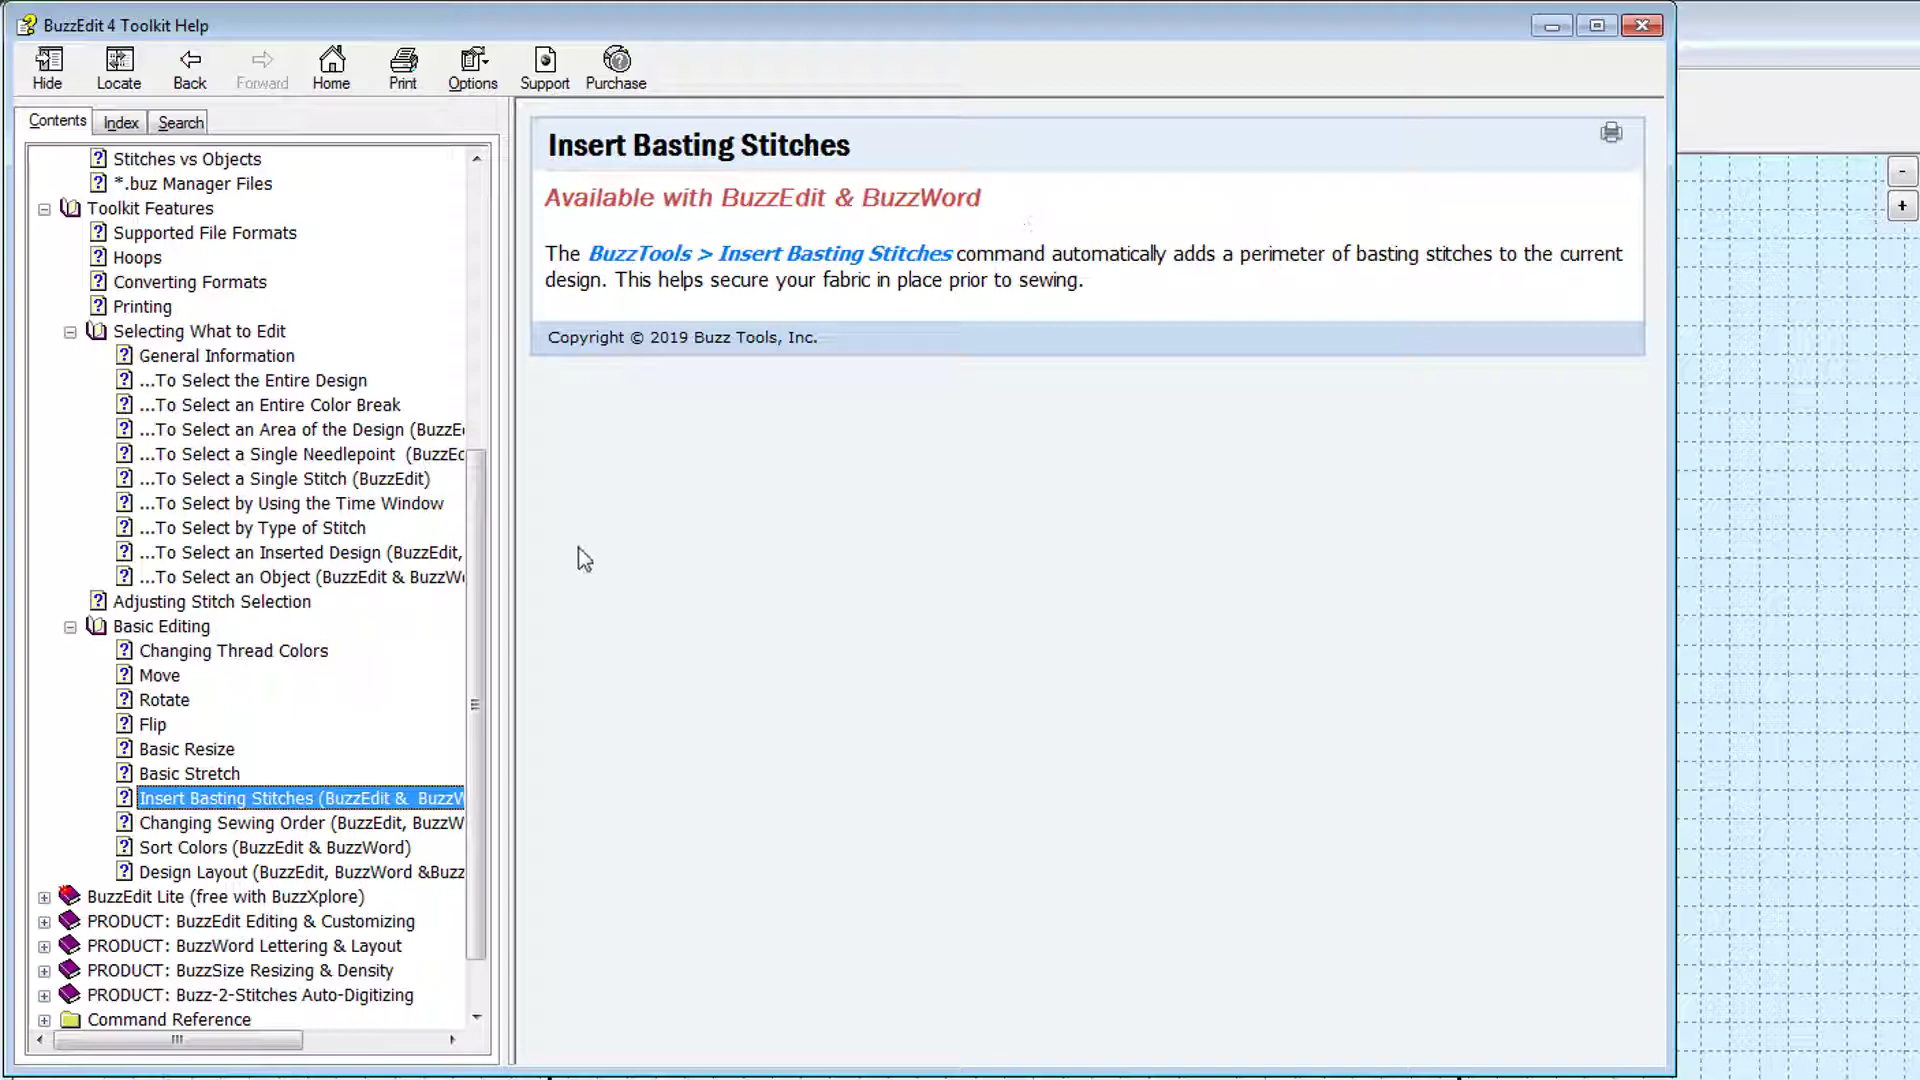 BuzzEdit 4 Toolkit Help
Hide Locate Back Forward Home Print Options Support Purchase
Contents Index Search
Stitches vs Objects
*.buz Manager Files
Toolkit Features
Supported File Formats
Hoops
Converting Formats
Printing
Selecting What to Edit
General Information
...To Select the Entire Design
...To Select an Entire Color Break
...To Select an Area of the Design (BuzzE
...To Select a Single Needlepoint (BuzzEd
...To Select a Single Stitch (BuzzEdit)
...To Select by Using the Time Window
...To Select by Type of Stitch
...To Select an Inserted Design (BuzzEdit,
...To Select an Object (BuzzEdit & BuzzW
Adjusting Stitch Selection
Basic Editing
Changing Thread Colors
Move
Rotate
Flip
Basic Resize
Basic Stretch
Insert Basting Stitches (BuzzEdit & BuzzW
Changing Sewing Order (BuzzEdit, BuzzW
Sort Colors (BuzzEdit & BuzzWord)
Design Layout (BuzzEdit, BuzzWord &Buzz
BuzzEdit Lite (free with BuzzXplore)
PRODUCT: BuzzEdit Editing & Customizing
PRODUCT: BuzzWord Lettering & Layout
PRODUCT: BuzzSize Resizing & Density
PRODUCT: Buzz-2-Stitches Auto-Digitizing
Command Reference
Insert Basting Stitches
Available with BuzzEdit & BuzzWord
The BuzzTools > Insert Basting Stitches command automatically adds a perimeter of basting stitches to the current
design. This helps secure your fabric in place prior to sewing.
Copyright © 2019 Buzz Tools, Inc.
-
+